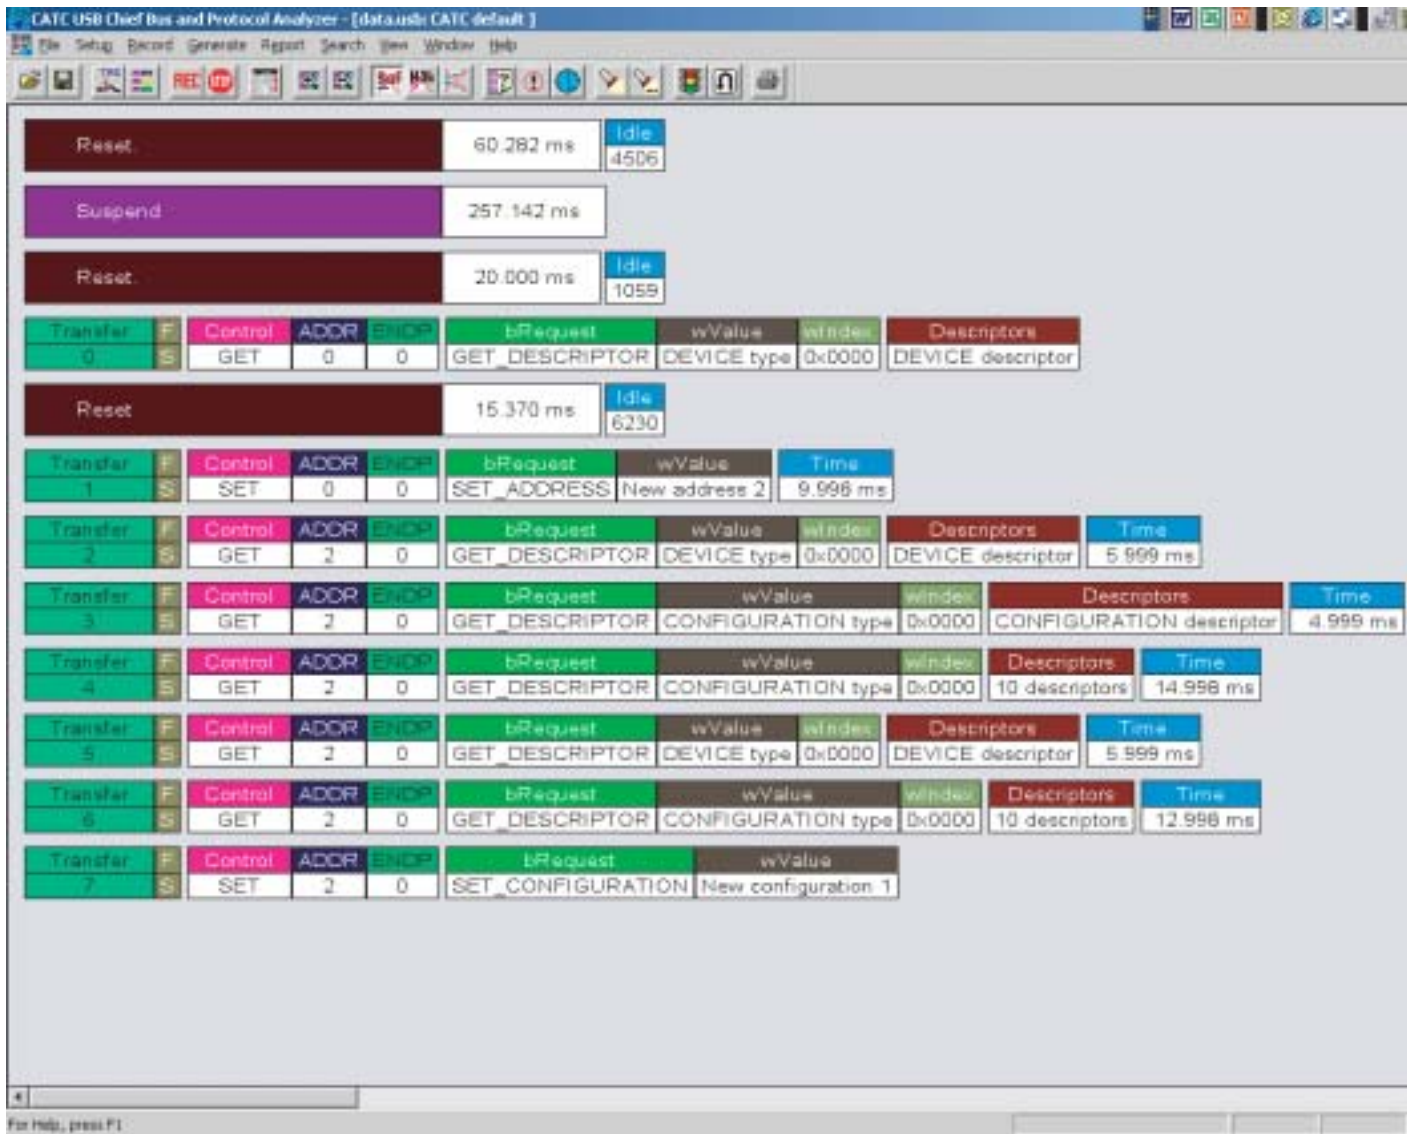 CATC USB Chief Bus and Protocol Analyzer - [data.usb: CATC default ]
File Setup Record Generate Report Search View Window Help
REC
Reset 60.282 ms Idle 4506
Suspend 257.142 ms
Reset 20.000 ms Idle 1059
Transfer F Control ADDR ENDP bRequest wValue wIndex Descriptors
0 S GET 0 0 GET_DESCRIPTOR DEVICE type 0x0000 DEVICE descriptor
Reset 15.370 ms Idle 6230
Transfer F Control ADDR ENDP bRequest wValue Time
1 S SET 0 0 SET_ADDRESS New address 2 9.998 ms
Transfer F Control ADDR ENDP bRequest wValue wIndex Descriptors Time
2 S GET 2 0 GET_DESCRIPTOR DEVICE type 0x0000 DEVICE descriptor 5.999 ms
Transfer F Control ADDR ENDP bRequest wValue wIndex Descriptors Time
3 S GET 2 0 GET_DESCRIPTOR CONFIGURATION type 0x0000 CONFIGURATION descriptor 4.999 ms
Transfer F Control ADDR ENDP bRequest wValue wIndex Descriptors Time
4 S GET 2 0 GET_DESCRIPTOR CONFIGURATION type 0x0000 10 descriptors 14.998 ms
Transfer F Control ADDR ENDP bRequest wValue wIndex Descriptors Time
5 S GET 2 0 GET_DESCRIPTOR DEVICE type 0x0000 DEVICE descriptor 5.999 ms
Transfer F Control ADDR ENDP bRequest wValue wIndex Descriptors Time
6 S GET 2 0 GET_DESCRIPTOR CONFIGURATION type 0x0000 10 descriptors 12.998 ms
Transfer F Control ADDR ENDP bRequest wValue
7 S SET 2 0 SET_CONFIGURATION New configuration 1
For Help, press F1